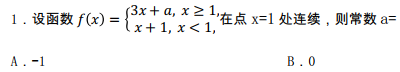 1．设函数 f(x) = { 3x + a, x ≥ 1, x + 1, x < 1, 在点 x=1 处连续，则常数 a=
A．-1 B．0